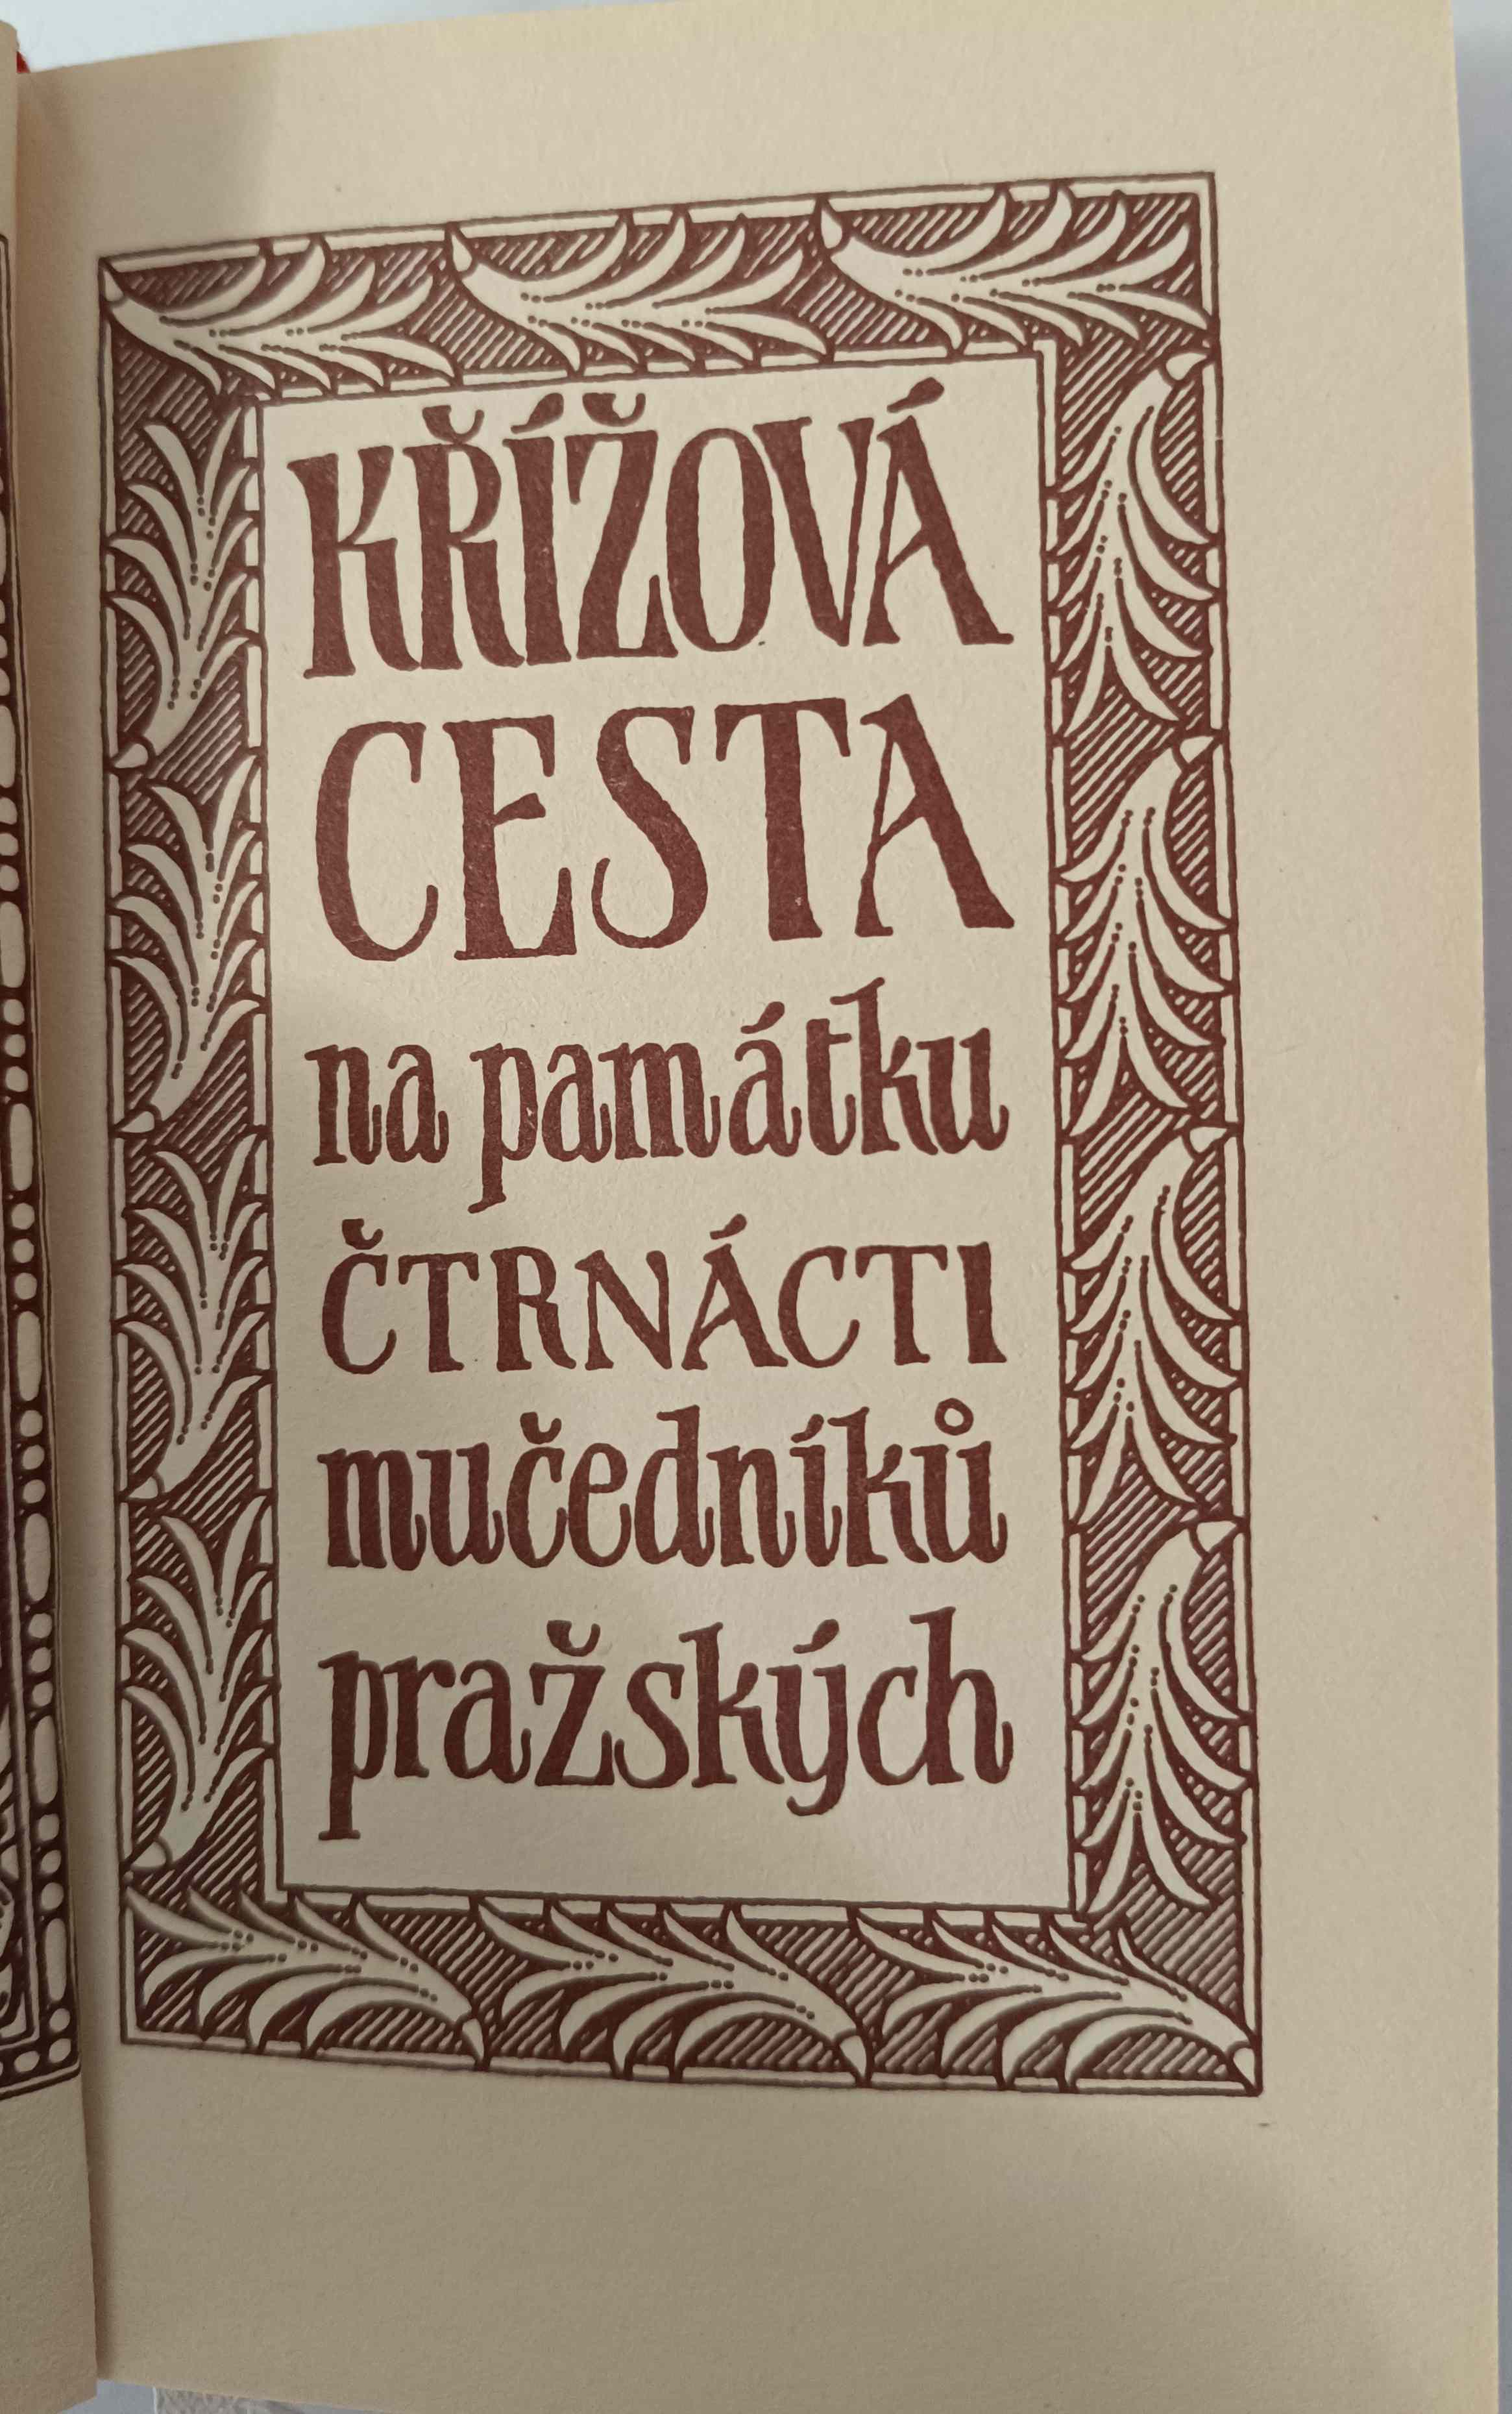 KŘÍŽOVÁ
CESTA
na památku
ČTRNÁCTI
mučedníků
pražských